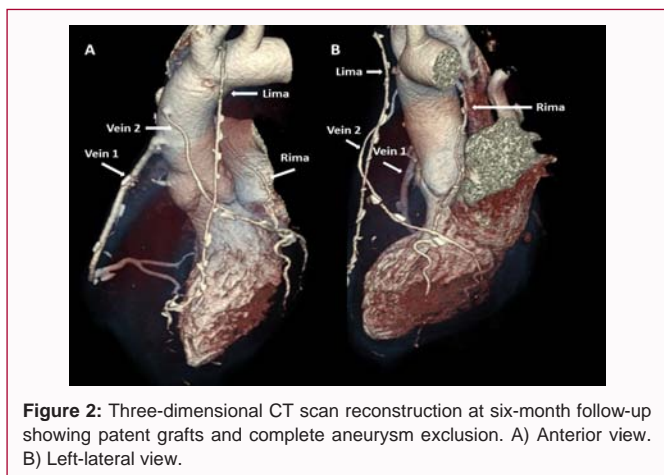 A
B
Lima
Lima
Vein 2
Rima
Vein 2
Vein 1
Vein 1
Rima
Figure 2: Three-dimensional CT scan reconstruction at six-month follow-up
showing patent grafts and complete aneurysm exclusion. A) Anterior view.
B) Left-lateral view.